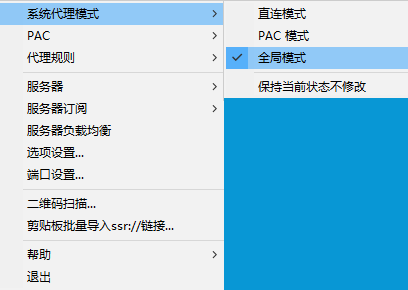 系统代理模式
PAC
代理规则
服务器
服务器订阅
服务器负载均衡
选项设置...
端口设置...
二维码扫描...
剪贴板批量导入ssr://链接...
帮助
退出
直连模式
PAC 模式
全局模式
保持当前状态不修改